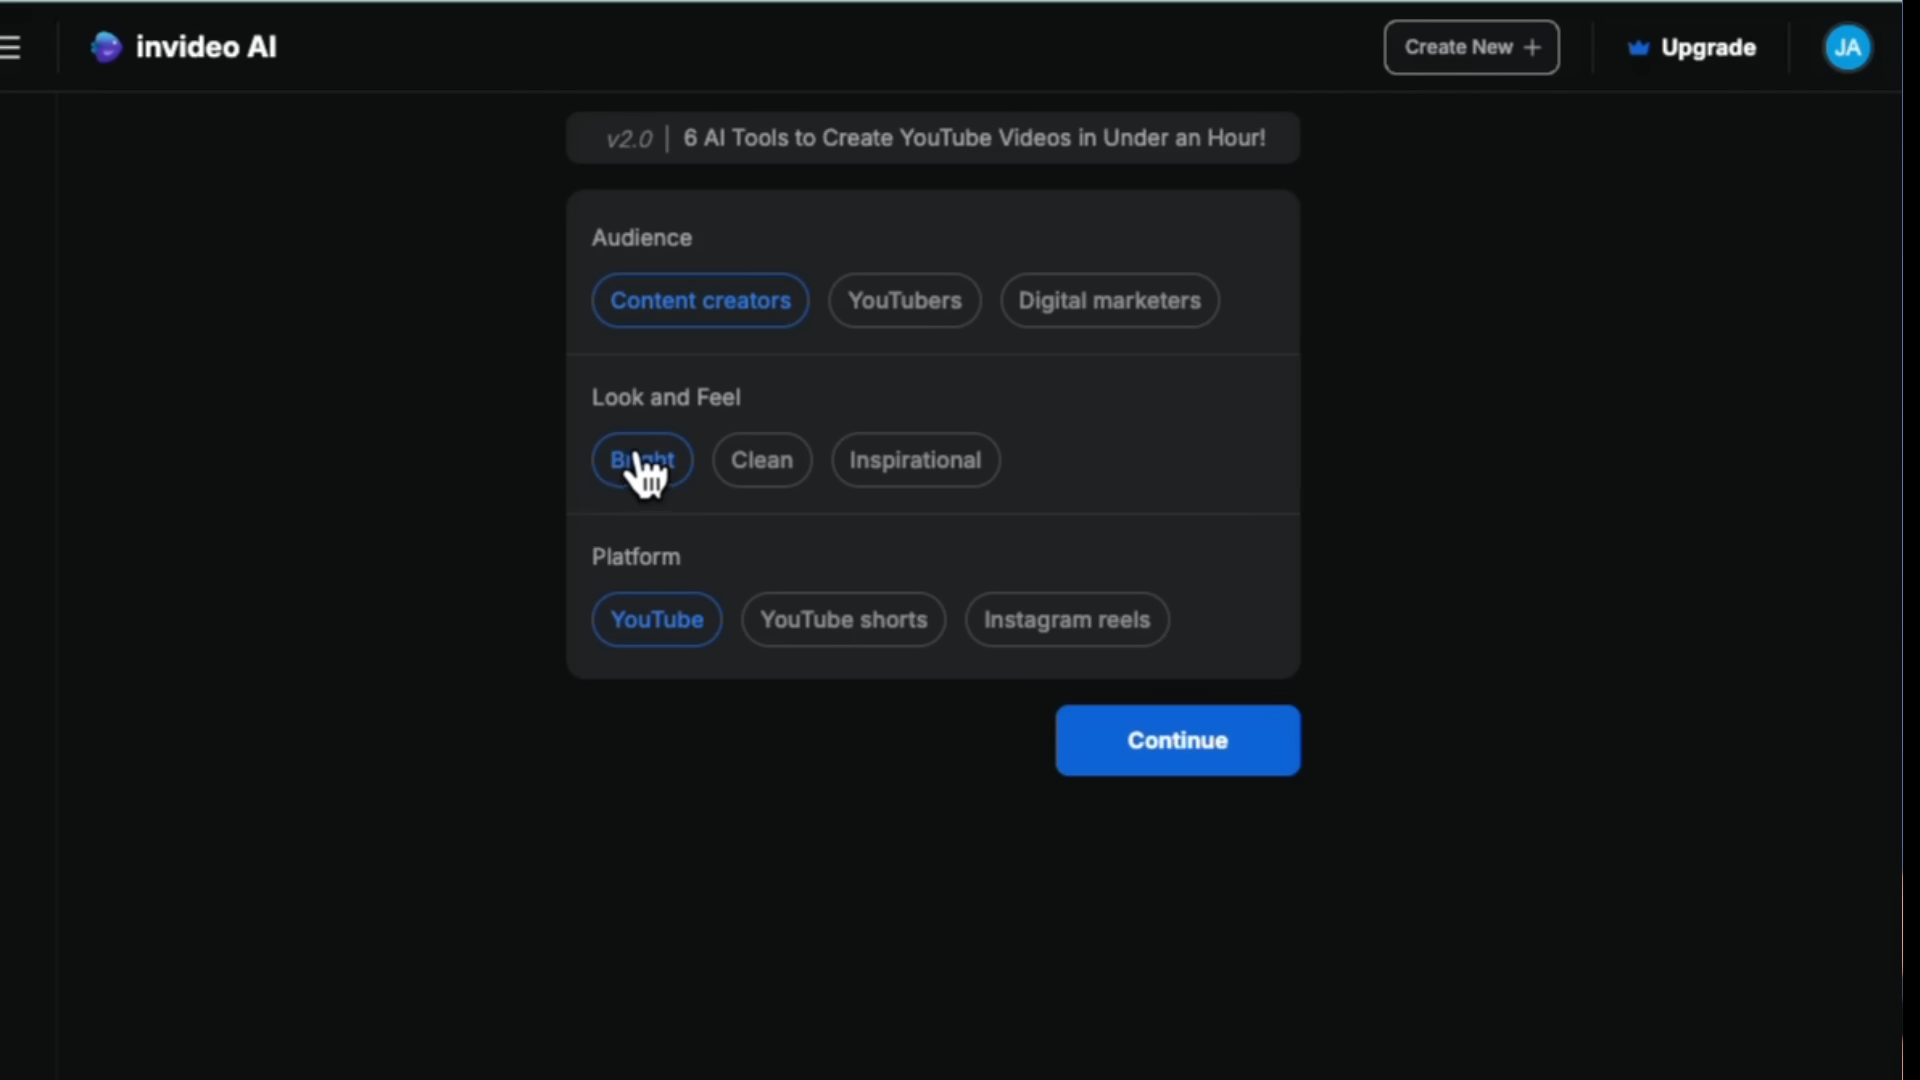 invideo AI
Create New +
Upgrade
JA
v2.0 | 6 AI Tools to Create YouTube Videos in Under an Hour!
Audience
Content creators YouTubers Digital marketers
Look and Feel
Bright Clean Inspirational
Platform
YouTube YouTube shorts Instagram reels
Continue